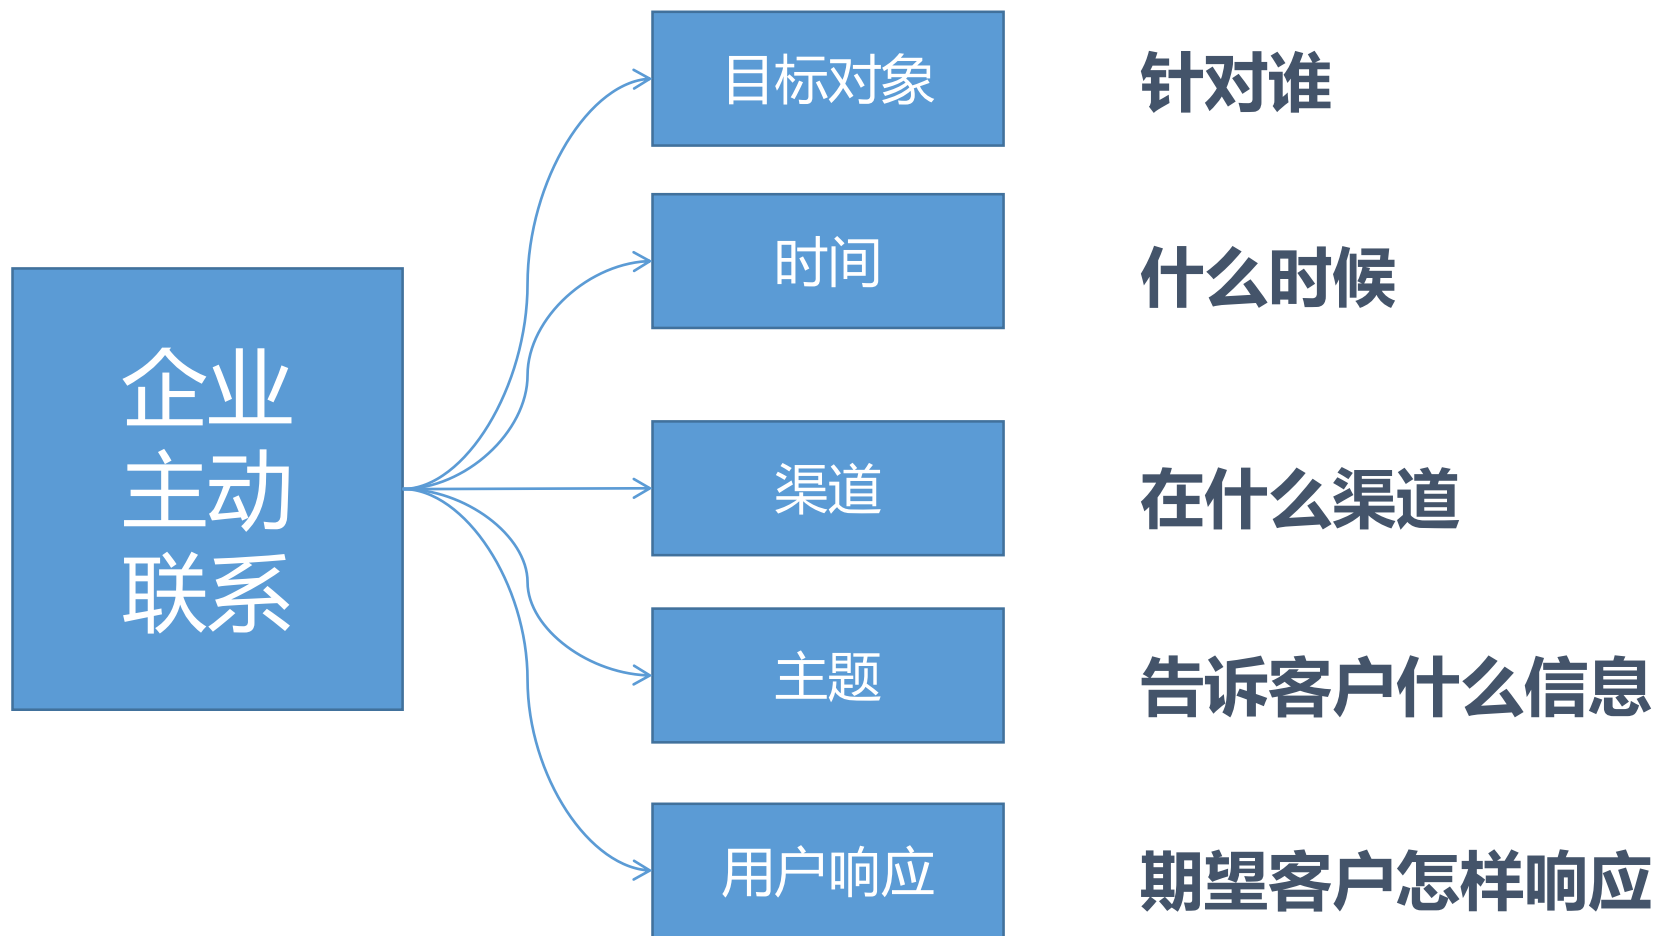 企业
主动
联系
目标对象
针对谁
时间
什么时候
渠道
在什么渠道
主题
告诉客户什么信息
用户响应
期望客户怎样响应